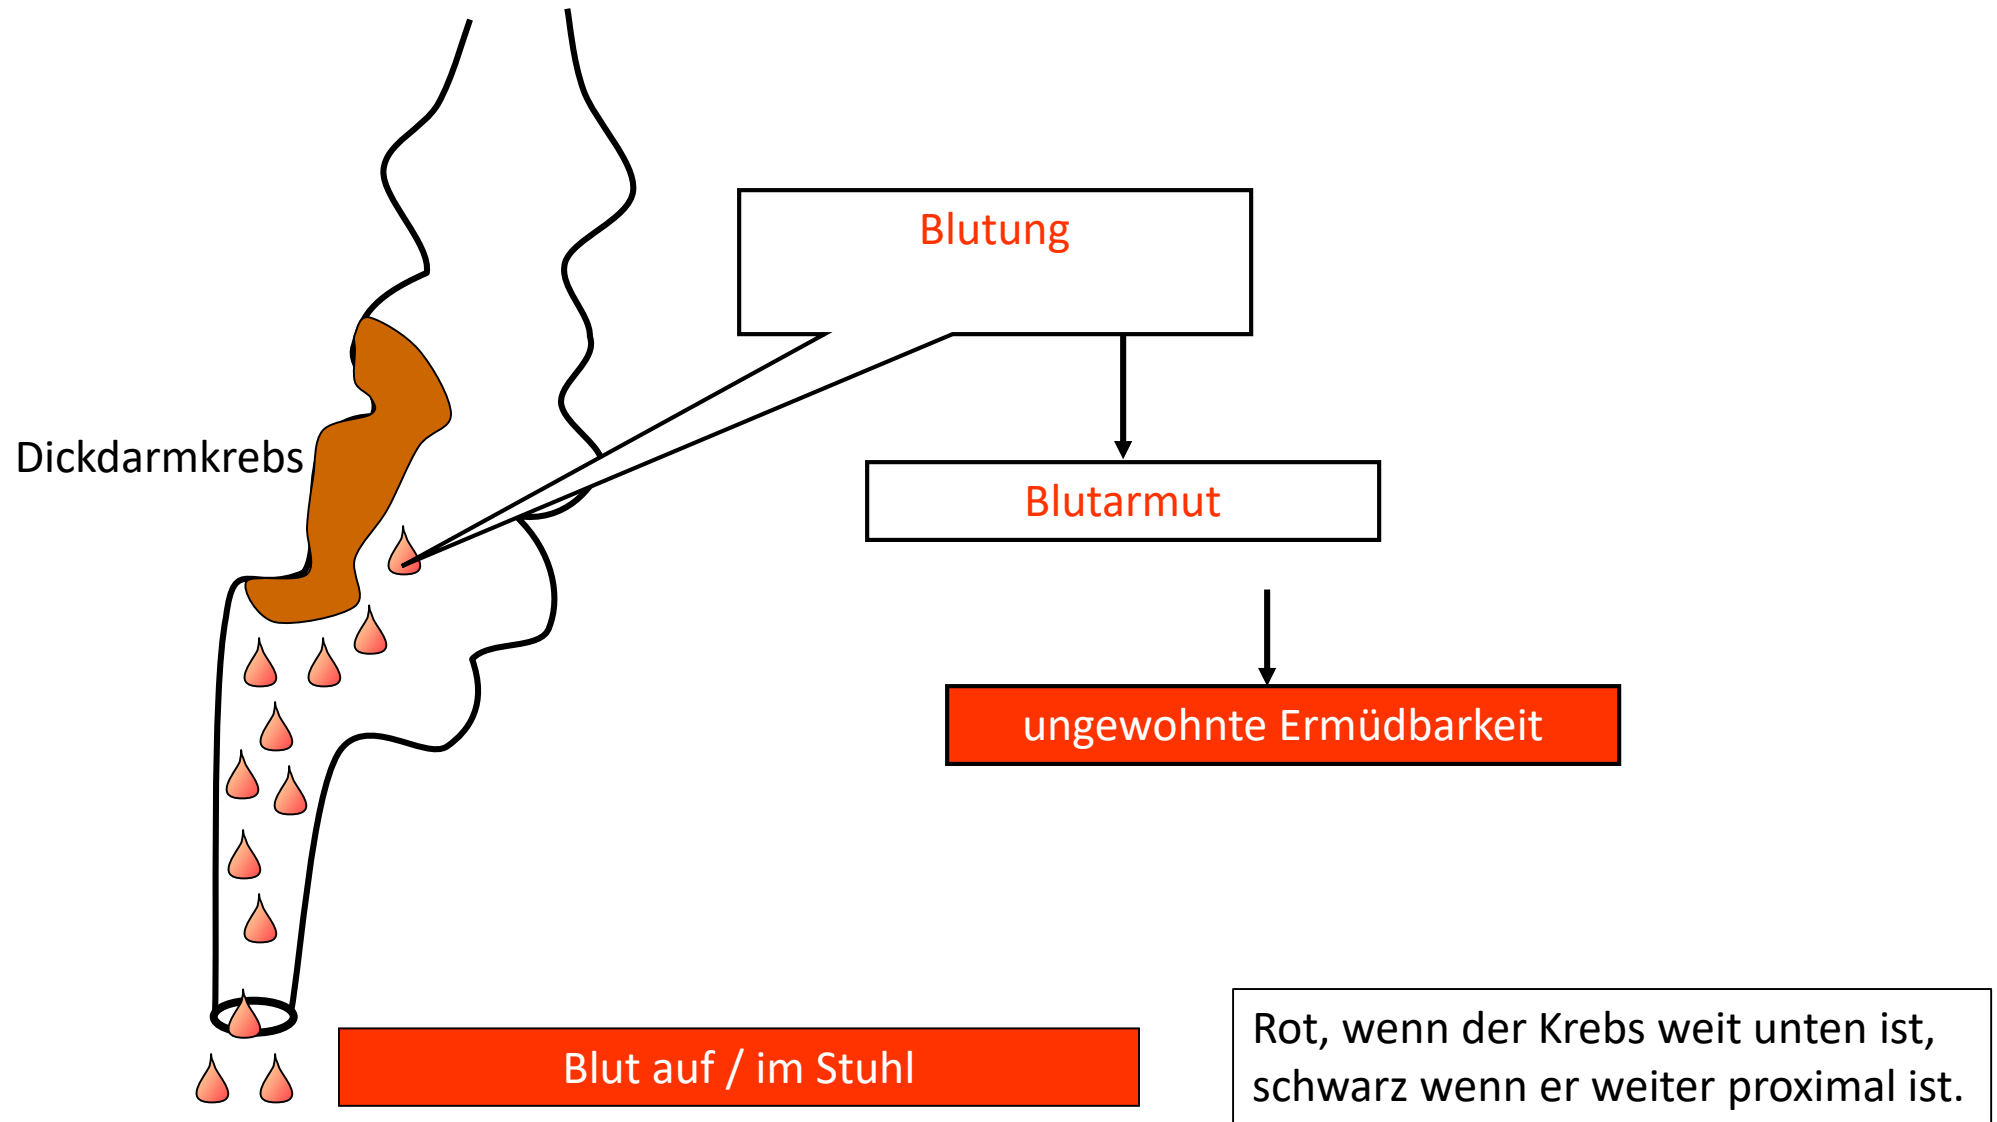 Blutung
Dickdarmkrebs
Blutarmut
ungewohnte Ermüdbarkeit
Blut auf / im Stuhl
Rot, wenn der Krebs weit unten ist,
schwarz wenn er weiter proximal ist.